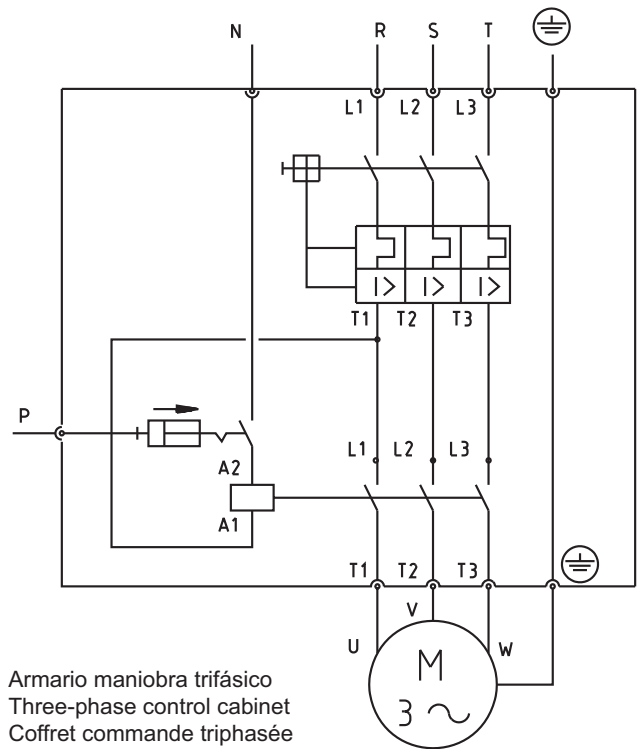 N R S T
L1 L2 L3
I> I> I>
T1 T2 T3
P
L1 L2 L3
A2
A1
T1 T2 T3
V
U W
M
3 ~
Armario maniobra trifásico
Three-phase control cabinet
Coffret commande triphasée